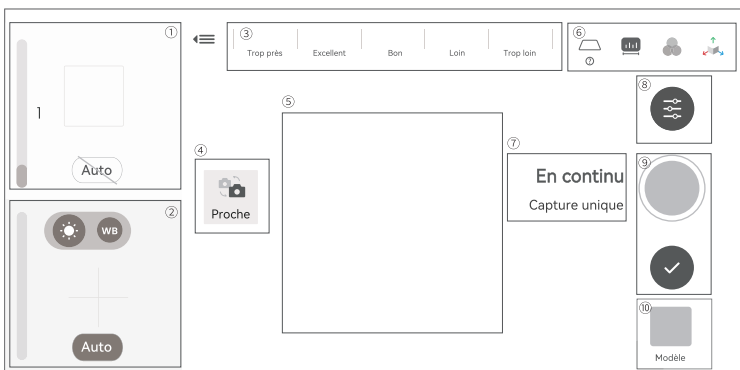 ①
1
Auto
②
WB
Auto
③
Trop près
Excellent
Bon
Loin
Trop loin
④
Proche
⑤
⑥
?
⑦
En continu
Capture unique
⑧
⑨
⑩
Modèle